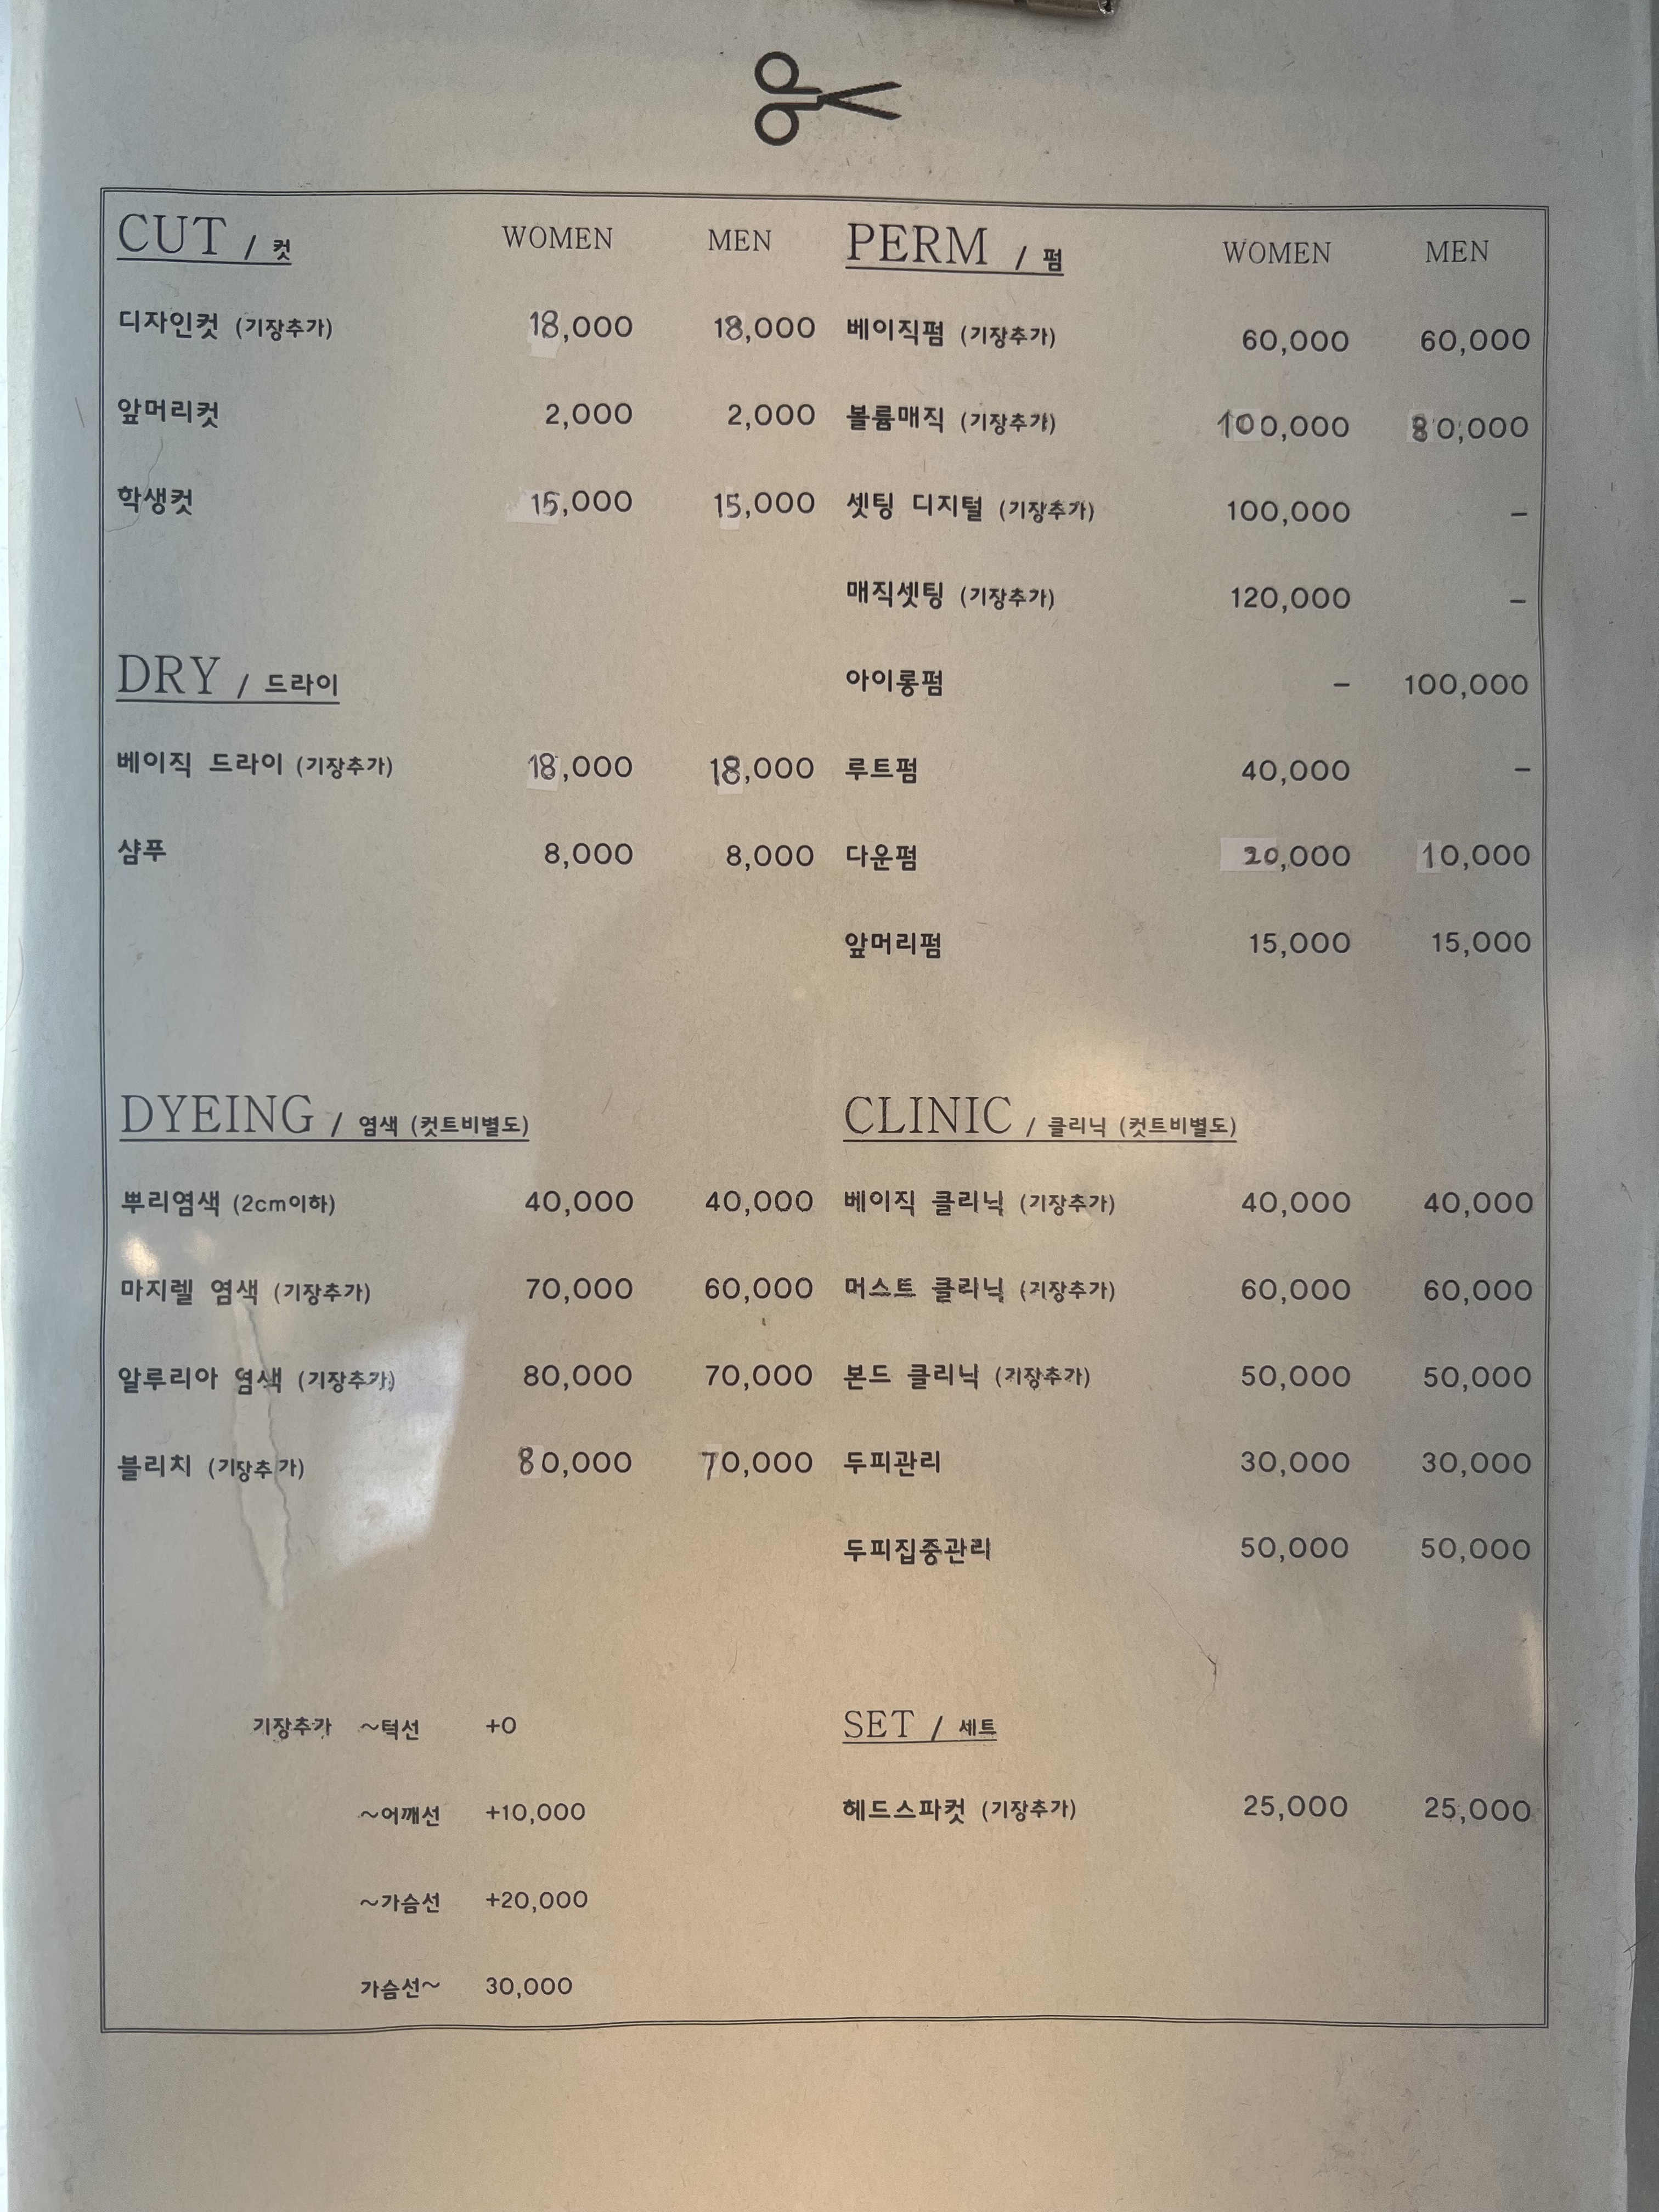 CUT / 컷 WOMEN MEN
디자인컷 (기장추가) 18,000 18,000
앞머리컷 2,000 2,000
학생컷 15,000 15,000
DRY / 드라이
베이직 드라이 (기장추가) 18,000 18,000
샴푸 8,000 8,000
PERM / 펌 WOMEN MEN
베이직펌 (기장추가) 60,000 60,000
볼륨매직 (기장추가) 100,000 80,000
셋팅 디지털 (기장추가) 100,000 –
매직셋팅 (기장추가) 120,000 –
아이롱펌 – 100,000
루트펌 40,000 –
다운펌 20,000 10,000
앞머리펌 15,000 15,000
DYEING / 염색 (컷트비별도)
뿌리염색 (2cm이하) 40,000 40,000
마지렐 염색 (기장추가) 70,000 60,000
알루리아 염색 (기장추가) 80,000 70,000
블리치 (기장추가) 80,000 70,000
CLINIC / 클리닉 (컷트비별도)
베이직 클리닉 (기장추가) 40,000 40,000
머스트 클리닉 (기장추가) 60,000 60,000
본드 클리닉 (기장추가) 50,000 50,000
두피관리 30,000 30,000
두피집중관리 50,000 50,000
기장추가 ~턱선 +0
~어깨선 +10,000
~가슴선 +20,000
가슴선~ 30,000
SET / 세트
헤드스파컷 (기장추가) 25,000 25,000